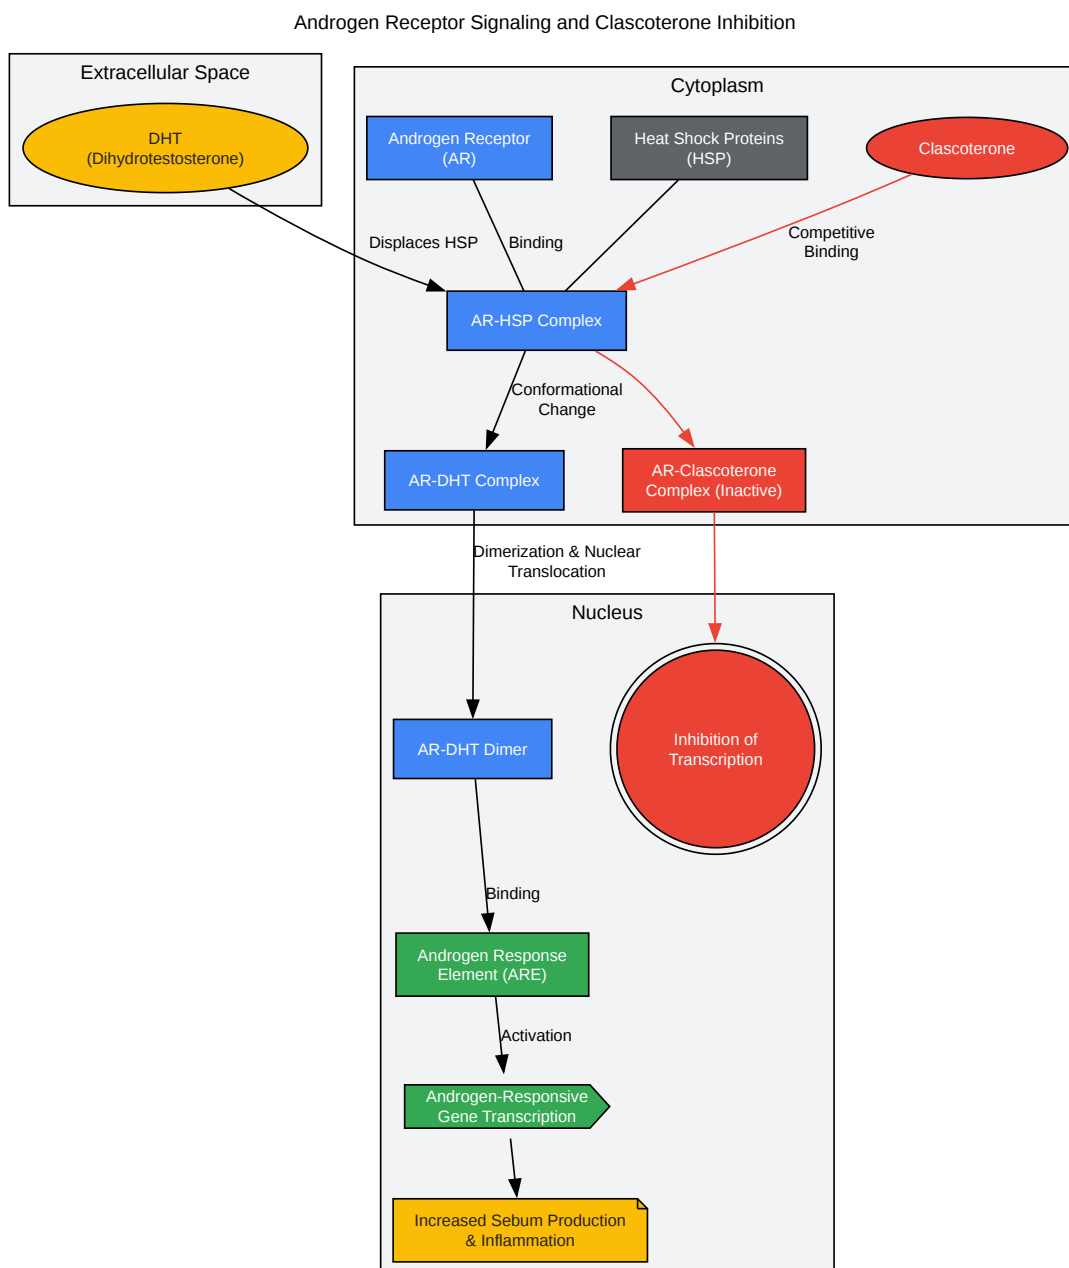 Androgen Receptor Signaling and Clascoterone Inhibition
Extracellular Space
DHT
(Dihydrotestosterone)
Cytoplasm
Androgen Receptor
(AR)
Heat Shock Proteins
(HSP)
Clascoterone
Displaces HSP
Binding
Competitive
Binding
AR-HSP Complex
Conformational
Change
AR-DHT Complex
AR-Clascoterone
Complex (Inactive)
Dimerization & Nuclear
Translocation
Nucleus
AR-DHT Dimer
Inhibition of
Transcription
Binding
Androgen Response
Element (ARE)
Activation
Androgen-Responsive
Gene Transcription
Increased Sebum Production
& Inflammation